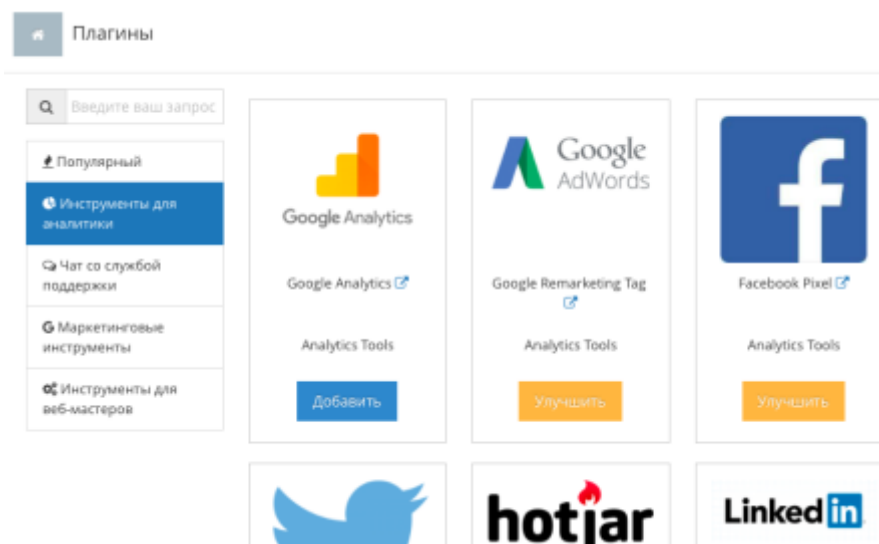 Плагины
Введите ваш запрос
Популярный
Инструменты для
аналитики
Чат со службой
поддержки
Маркетинговые
инструменты
Инструменты для
веб-мастеров
Google Analytics
Google Analytics
Analytics Tools
Добавить
Google
AdWords
Google Remarketing Tag
Analytics Tools
Улучшить
f
Facebook Pixel
Analytics Tools
Улучшить
hotjar
Linked in